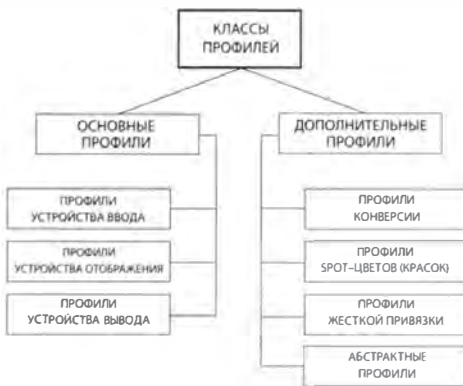 КЛАССЫ
ПРОФИЛЕЙ
ОСНОВНЫЕ
ПРОФИЛИ
ДОПОЛНИТЕЛЬНЫЕ
ПРОФИЛИ
ПРОФИЛИ
УСТРОЙСТВА ВВОДА
ПРОФИЛИ
УСТРОЙСТВА ОТОБРАЖЕНИЯ
ПРОФИЛИ
УСТРОЙСТВА ВЫВОДА
ПРОФИЛИ
КОНВЕРСИИ
ПРОФИЛИ
SPOT-ЦВЕТОВ (КРАСОК)
ПРОФИЛИ
ЖЕСТКОЙ ПРИВЯЗКИ
АБСТРАКТНЫЕ
ПРОФИЛИ